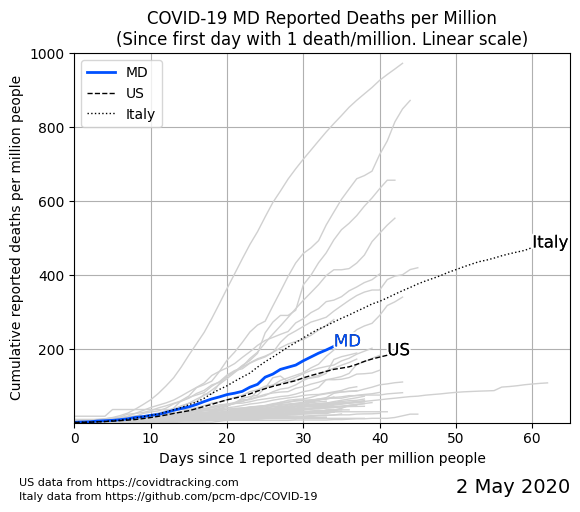 COVID-19 MD Reported Deaths per Million
(Since first day with 1 death/million. Linear scale)
Cumulative reported deaths per million people
1000
800
600
400
200
MD
US
Italy
Italy
MD
US
0
10
20
30
40
50
60
Days since 1 reported death per million people
US data from https://covidtracking.com
Italy data from https://github.com/pcm-dpc/COVID-19
2 May 2020